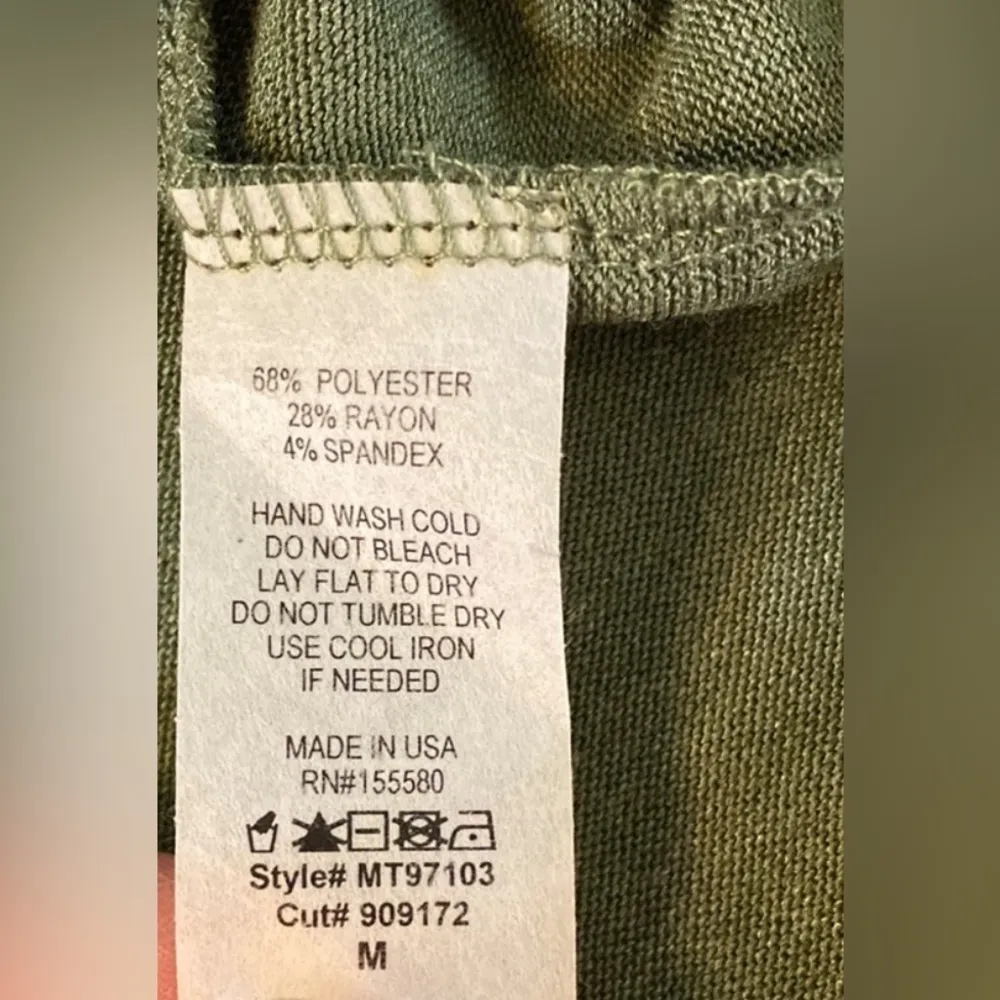 68% POLYESTER
28% RAYON
4% SPANDEX
HAND WASH COLD
DO NOT BLEACH
LAY FLAT TO DRY
DO NOT TUMBLE DRY
USE COOL IRON
IF NEEDED
MADE IN USA
RN#155580
Style# MT97103
Cut# 909172
M